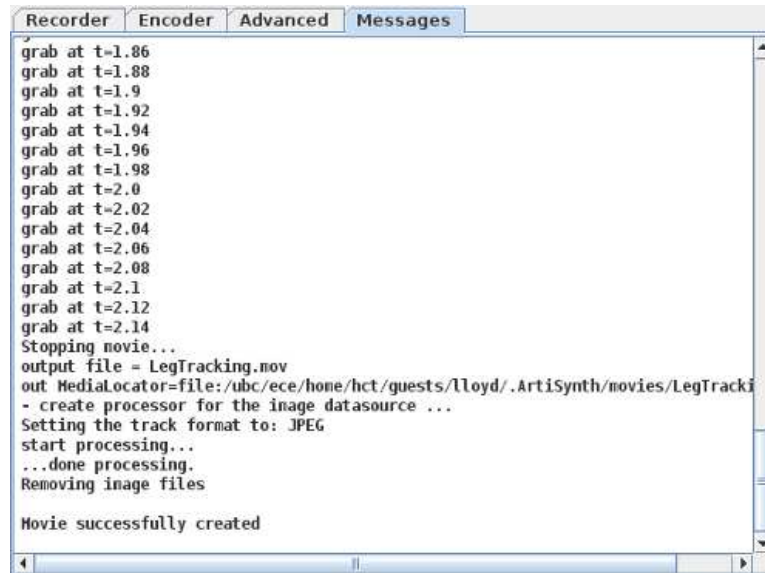 Recorder Encoder Advanced Messages
grab at t=1.86
grab at t=1.88
grab at t=1.9
grab at t=1.92
grab at t=1.94
grab at t=1.96
grab at t=1.98
grab at t=2.0
grab at t=2.02
grab at t=2.04
grab at t=2.06
grab at t=2.08
grab at t=2.1
grab at t=2.12
grab at t=2.14
Stopping movie...
output file = LegTracking.mov
out MediaLocator=file:/ubc/ece/home/hct/guests/lloyd/.ArtiSynth/movies/LegTracki
- create processor for the image datasource ...
Setting the track format to: JPEG
start processing...
...done processing.
Removing image files
Movie successfully created